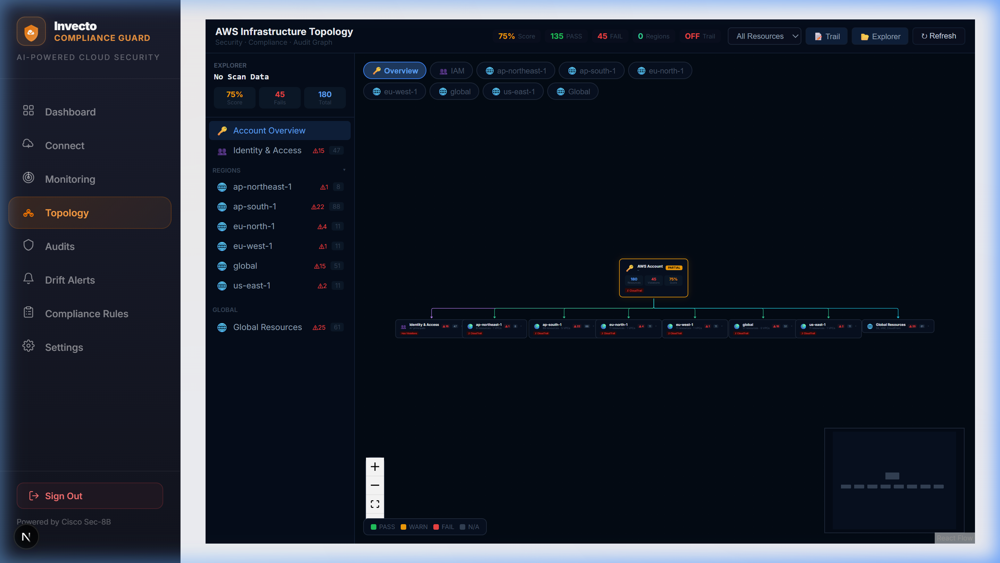 Invecto
COMPLIANCE GUARD
AI-POWERED CLOUD SECURITY
Dashboard
Connect
Monitoring
Topology
Audits
Drift Alerts
Compliance Rules
Settings
Sign Out
Powered by Cisco Sec-8B
N
AWS Infrastructure Topology
Security · Compliance · Audit Graph
75% Score 135 PASS 45 FAIL 0 Regions OFF Trail All Resources Trail Explorer ↻ Refresh
EXPLORER
No Scan Data
75% 45 180
Score Fails Total
Account Overview
Identity & Access ⚠15 47
REGIONS ▾
ap-northeast-1 ⚠1 8
ap-south-1 ⚠22 88
eu-north-1 ⚠4 11
eu-west-1 ⚠1 11
global ⚠15 51
us-east-1 ⚠2 11
GLOBAL
Global Resources ⚠25 61
Overview IAM ap-northeast-1 ap-south-1 eu-north-1
eu-west-1 global us-east-1 Global
AWS Account PARTIAL
–
180 45 75%
Resources Violations Score
✗ CloudTrail
Identity & Access ⚠15 47
47 principals
Has Violations
ap-northeast-1 ⚠1 8
8 resources · 1 VPCs
✗ CloudTrail
ap-south-1 ⚠22 88
88 resources · 5 VPCs
✗ CloudTrail
eu-north-1 ⚠4 11
11 resources · 1 VPCs
✗ CloudTrail
eu-west-1 ⚠1 11
11 resources · 1 VPCs
✗ CloudTrail
global ⚠15 51
51 resources · 0 VPCs
✗ CloudTrail
us-east-1 ⚠2 11
11 resources · 1 VPCs
✗ CloudTrail
Global Resources ⚠25 61
S3, IAM, CloudFront
PASS WARN FAIL N/A
React Flow